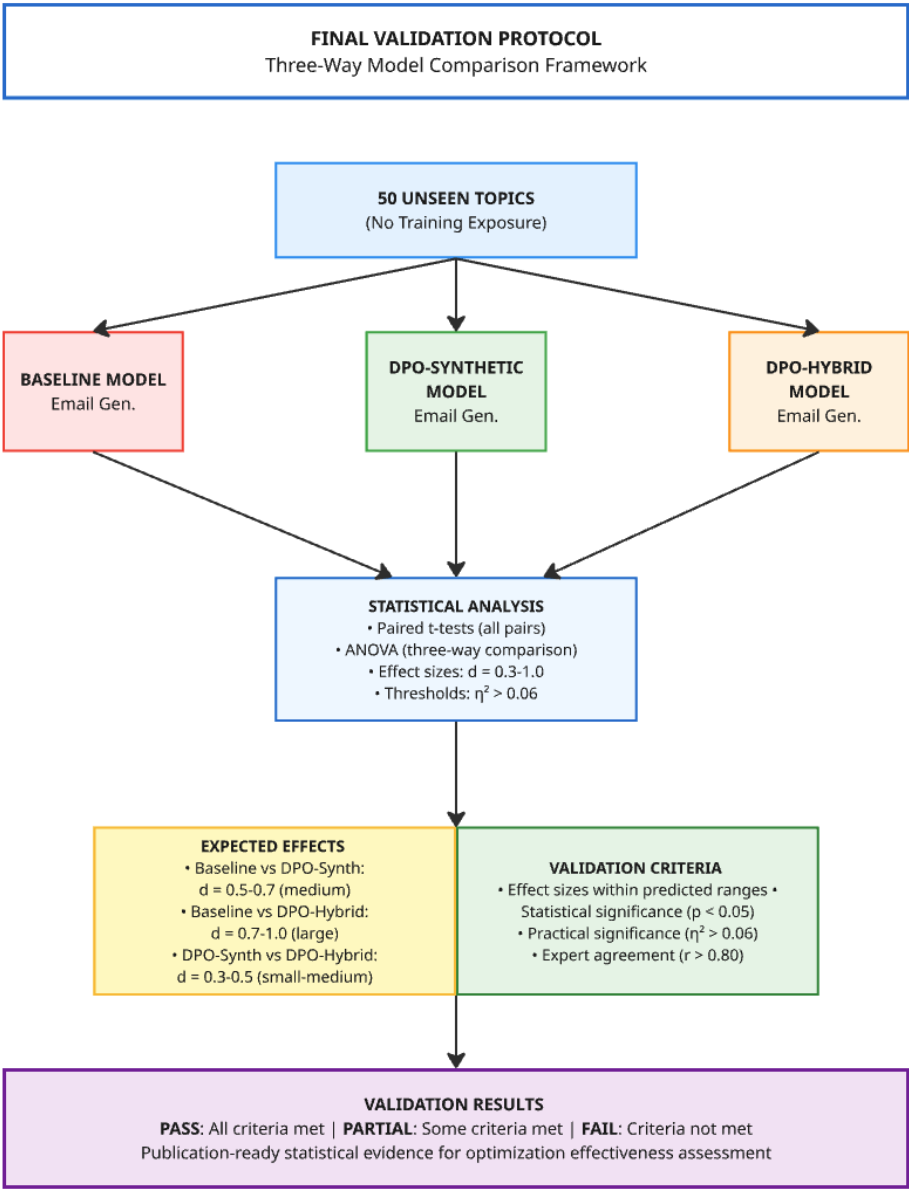 FINAL VALIDATION PROTOCOL
Three-Way Model Comparison Framework
50 UNSEEN TOPICS
(No Training Exposure)
BASELINE MODEL
Email Gen.
DPO-SYNTHETIC
MODEL
Email Gen.
DPO-HYBRID
MODEL
Email Gen.
STATISTICAL ANALYSIS
• Paired t-tests (all pairs)
• ANOVA (three-way comparison)
• Effect sizes: d = 0.3-1.0
• Thresholds: η² > 0.06
EXPECTED EFFECTS
• Baseline vs DPO-Synth:
d = 0.5-0.7 (medium)
• Baseline vs DPO-Hybrid:
d = 0.7-1.0 (large)
• DPO-Synth vs DPO-Hybrid:
d = 0.3-0.5 (small-medium)
VALIDATION CRITERIA
• Effect sizes within predicted ranges •
Statistical significance (p < 0.05)
• Practical significance (η² > 0.06)
• Expert agreement (r > 0.80)
VALIDATION RESULTS
PASS: All criteria met | PARTIAL: Some criteria met | FAIL: Criteria not met
Publication-ready statistical evidence for optimization effectiveness assessment